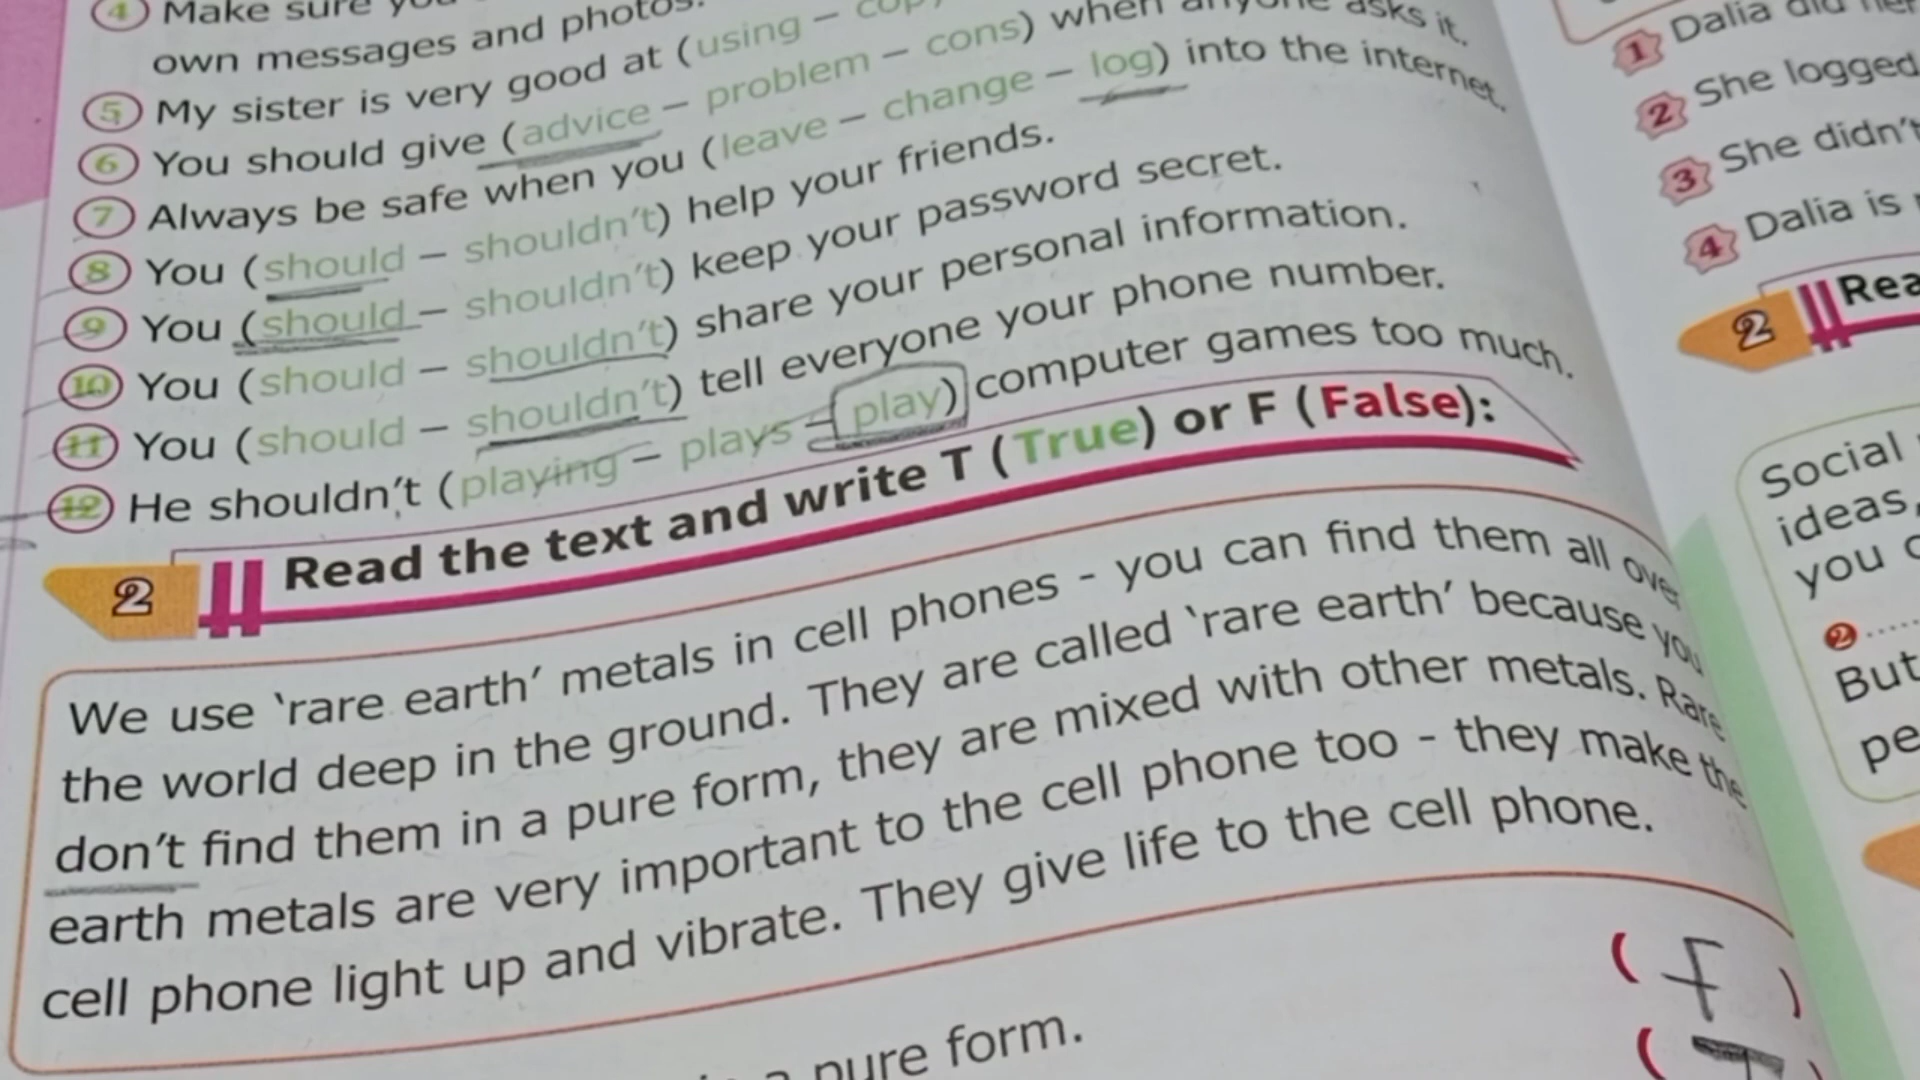 4 Make sure
own messages and photos.
5 My sister is very good at (using –
6 You should give (advice – problem – cons) when anyone asks it.
7 Always be safe when you (leave – change – log) into the internet.
8 You (should – shouldn't) help your friends.
9 You (should – shouldn't) keep your password secret.
10 You (should – shouldn't) share your personal information.
11 You (should – shouldn't) tell everyone your phone number.
12 He shouldn't (playing – plays – play) computer games too much.
2 Read the text and write T (True) or F (False):
We use 'rare earth' metals in cell phones - you can find them all over
the world deep in the ground. They are called 'rare earth' because you
don't find them in a pure form, they are mixed with other metals. Rare
earth metals are very important to the cell phone too - they make the
cell phone light up and vibrate. They give life to the cell phone.
a pure form. ( F )
( T )
1 Dalia did
2 She logged
3 She didn't
4 Dalia is
2
Social
ideas,
you
2 .....
But